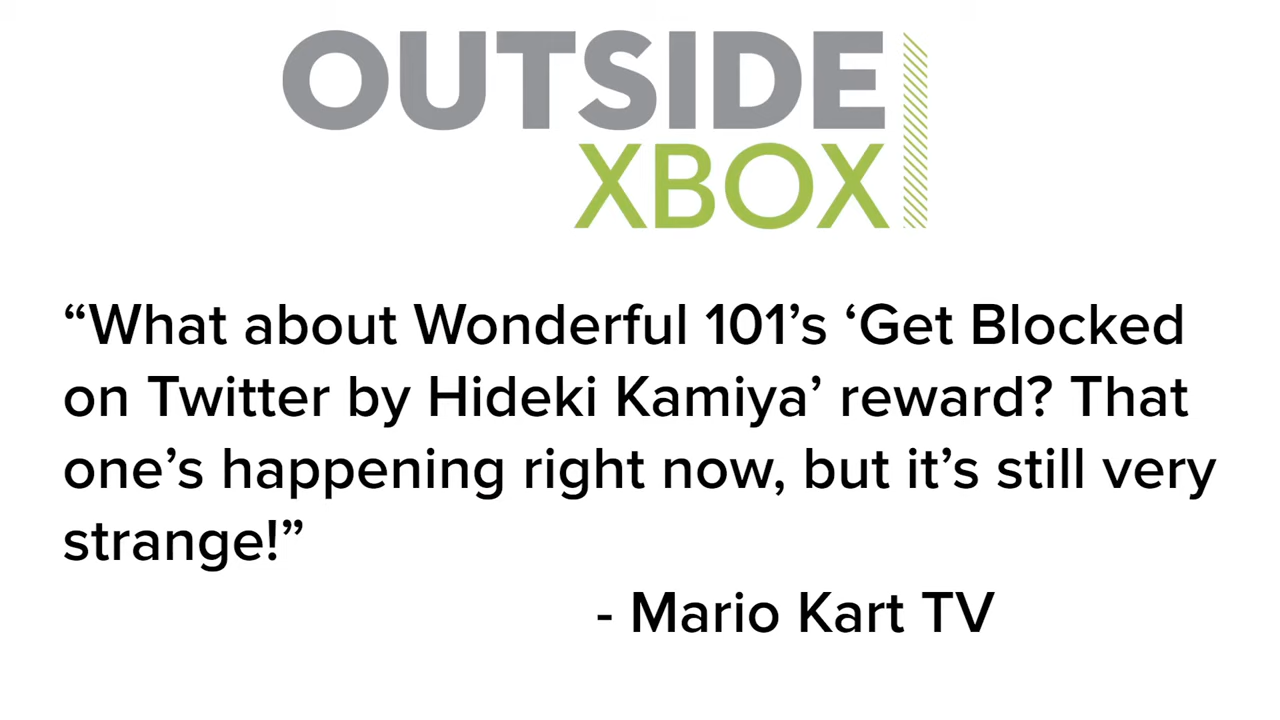 OUTSIDE
XBOX
“What about Wonderful 101’s ‘Get Blocked
on Twitter by Hideki Kamiya’ reward? That
one’s happening right now, but it’s still very
strange!”
- Mario Kart TV